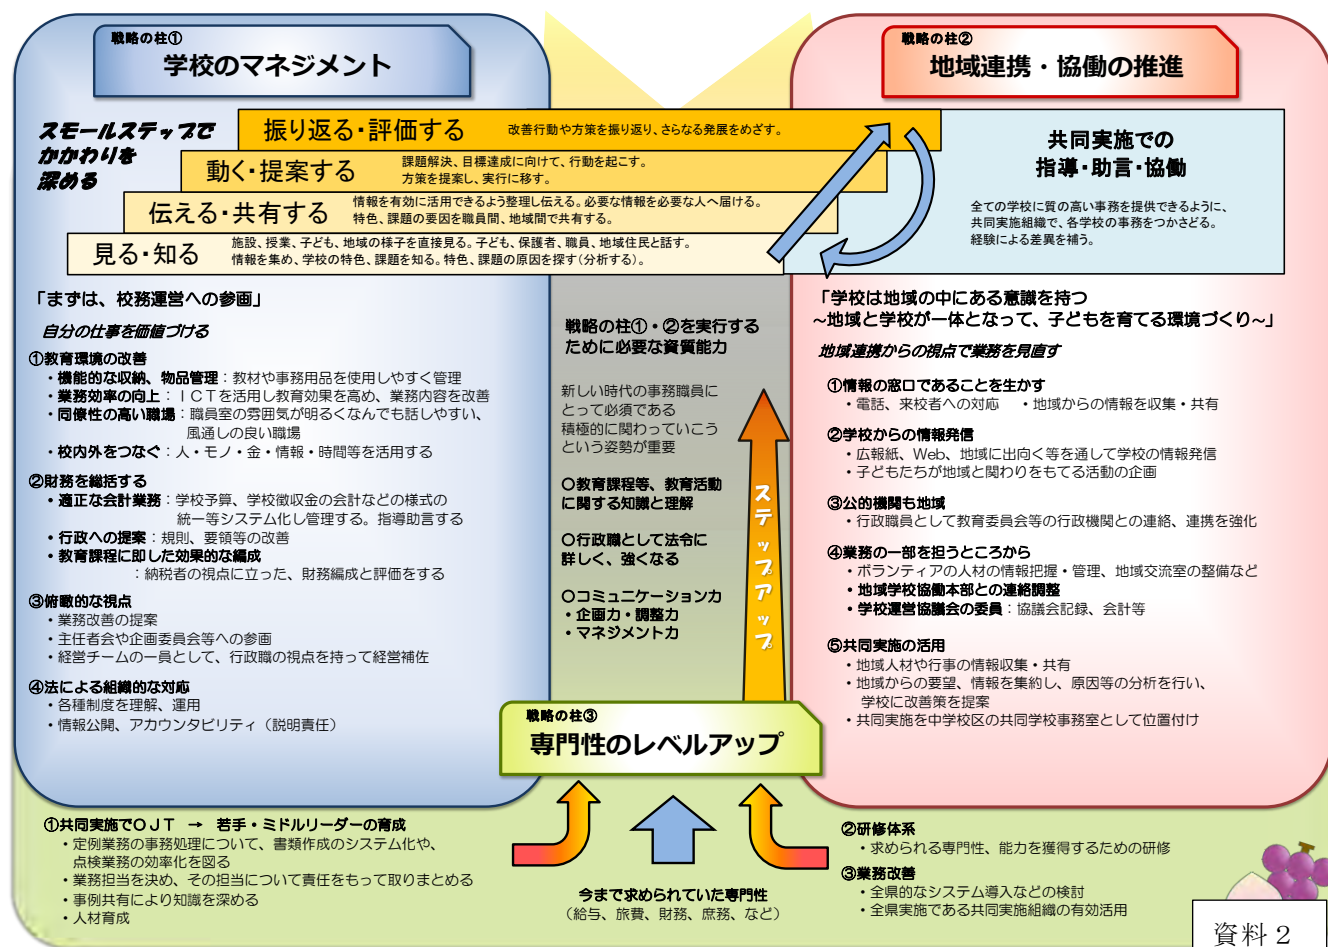 戦略の柱①
学校のマネジメント
戦略の柱②
地域連携・協働の推進
スモールステップで
かかわりを
深める
振り返る・評価する
改善行動や方策を振り返り、さらなる発展をめざす。
動く・提案する
課題解決、目標達成に向けて、行動を起こす。
方策を提案し、実行に移す。
伝える・共有する
情報を有効に活用できるよう整理し伝える。必要な情報を必要な人へ届ける。
特色、課題の要因を職員間、地域間で共有する。
見る・知る
施設、授業、子ども、地域の様子を直接見る。子ども、保護者、職員、地域住民と話す。
情報を集め、学校の特色、課題を知る。特色、課題の原因を探す(分析する)。
共同実施での
指導・助言・協働
全ての学校に質の高い事務を提供できるように、
共同実施組織で、各学校の事務をつかさどる。
経験による差異を補う。
「まずは、校務運営への参画」
自分の仕事を価値づける
①教育環境の改善
・機能的な収納、物品管理：教材や事務用品を使用しやすく管理
・業務効率の向上：ＩＣＴを活用し教育効果を高め、業務内容を改善
・同僚性の高い職場：職員室の雰囲気が明るくなんでも話しやすい、
風通しの良い職場
・校内外をつなぐ：人・モノ・金・情報・時間等を活用する
②財務を総括する
・適正な会計業務：学校予算、学校徴収金の会計などの様式の
統一等システム化し管理する。指導助言する
・行政への提案：規則、要領等の改善
・教育課程に即した効果的な編成
：納税者の視点に立った、財務編成と評価をする
③俯瞰的な視点
・業務改善の提案
・主任者会や企画委員会等への参画
・経営チームの一員として、行政職の視点を持って経営補佐
④法による組織的な対応
・各種制度を理解、運用
・情報公開、アカウンタビリティ（説明責任）
戦略の柱①・②を実行する
ために必要な資質能力
新しい時代の事務職員に
とって必須である
積極的に関わっていこう
という姿勢が重要
○教育課程等、教育活動
に関する知識と理解
○行政職として法令に
詳しく、強くなる
○コミュニケーション力
・企画力・調整力
・マネジメント力
ステップアップ
「学校は地域の中にある意識を持つ
～地域と学校が一体となって、子どもを育てる環境づくり～」
地域連携からの視点で業務を見直す
①情報の窓口であることを生かす
・電話、来校者への対応　・地域からの情報を収集・共有
②学校からの情報発信
・広報紙、Web、地域に出向く等を通して学校の情報発信
・子どもたちが地域と関わりをもてる活動の企画
③公的機関も地域
・行政職員として教育委員会等の行政機関との連絡、連携を強化
④業務の一部を担うところから
・ボランティアの人材の情報把握・管理、地域交流室の整備など
・地域学校協働本部との連絡調整
・学校運営協議会の委員：協議会記録、会計等
⑤共同実施の活用
・地域人材や行事の情報収集・共有
・地域からの要望、情報を集約し、原因等の分析を行い、
学校に改善策を提案
・共同実施を中学校区の共同学校事務室として位置付け
戦略の柱③
専門性のレベルアップ
①共同実施でＯＪＴ　→　若手・ミドルリーダーの育成
・定例業務の事務処理について、書類作成のシステム化や、
点検業務の効率化を図る
・業務担当を決め、その担当について責任をもって取りまとめる
・事例共有により知識を深める
・人材育成
今まで求められていた専門性
（給与、旅費、財務、庶務、など）
②研修体系
・求められる専門性、能力を獲得するための研修
③業務改善
・全県的なシステム導入などの検討
・全県実施である共同実施組織の有効活用
資料２